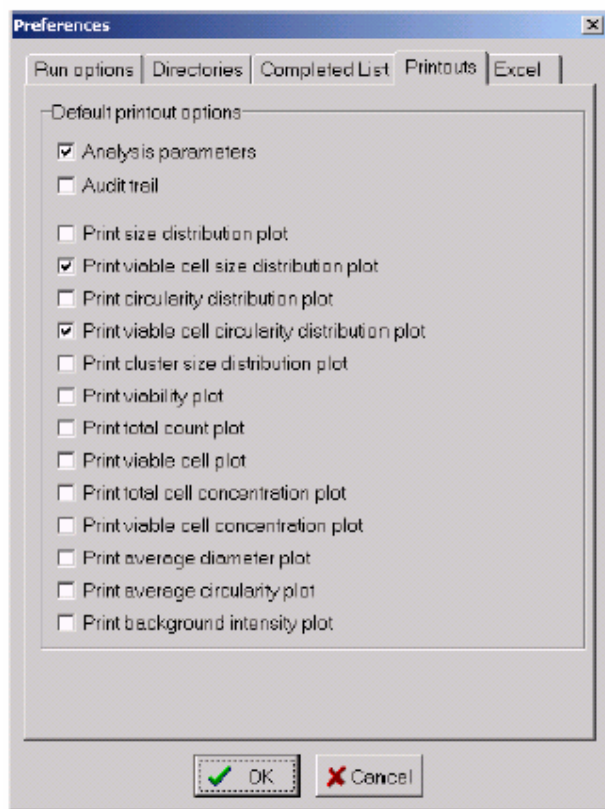 Preferences
Run options Directories Completed List Printouts Excel
Default printout options
Analysis parameters
Audit trail
Print size distribution plot
Print viable cell size distribution plot
Print circularity distribution plot
Print viable cell circularity distribution plot
Print cluster size distribution plot
Print viability plot
Print total count plot
Print viable cell plot
Print total cell concentration plot
Print viable cell concentration plot
Print average diameter plot
Print average circularity plot
Print background intensity plot
OK Cancel